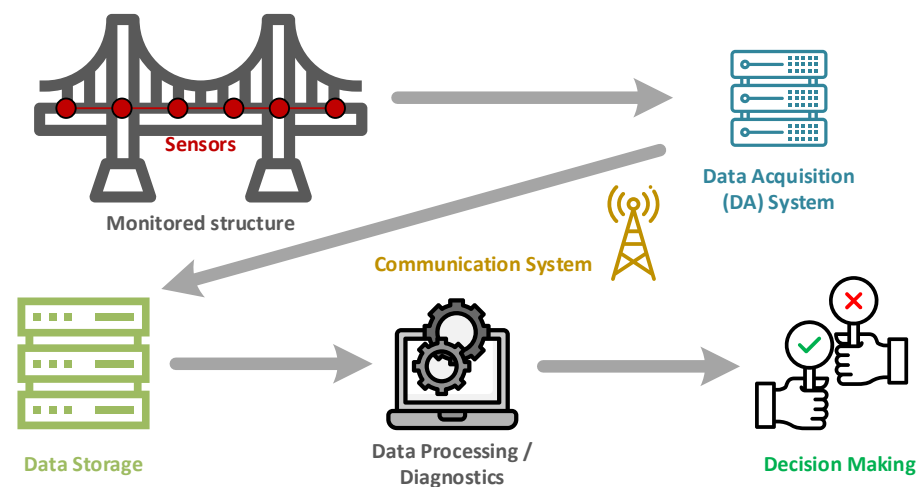 Sensors
Monitored structure
Data Acquisition
(DA) System
Communication System
Data Storage
Data Processing /
Diagnostics
Decision Making